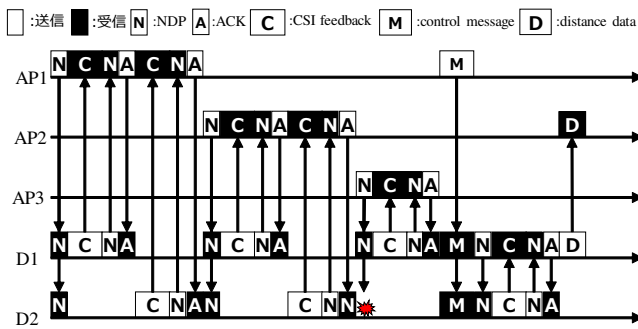 :送信 :受信 N :NDP A :ACK C :CSI feedback M :control message D :distance data
AP1 N C N A C N A M
AP2 N C N A C N A D
AP3 N C N A
D1 N C N A N C N A N C N A M N C N A D
D2 N C N A N C N N M N C N A